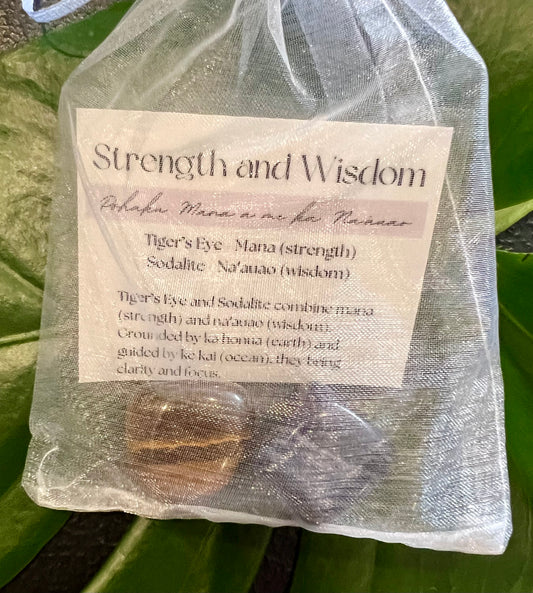 Strength and Wisdom
Pohaku Mana a me ka Na'auao
Tiger's Eye Mana (strength)
Sodalite Na'auao (wisdom)
Tiger's Eye and Sodalite combine mana
(strength) and na'auao (wisdom).
Grounded by ka honua (earth) and
guided by ke kai (ocean), they bring
clarity and focus.